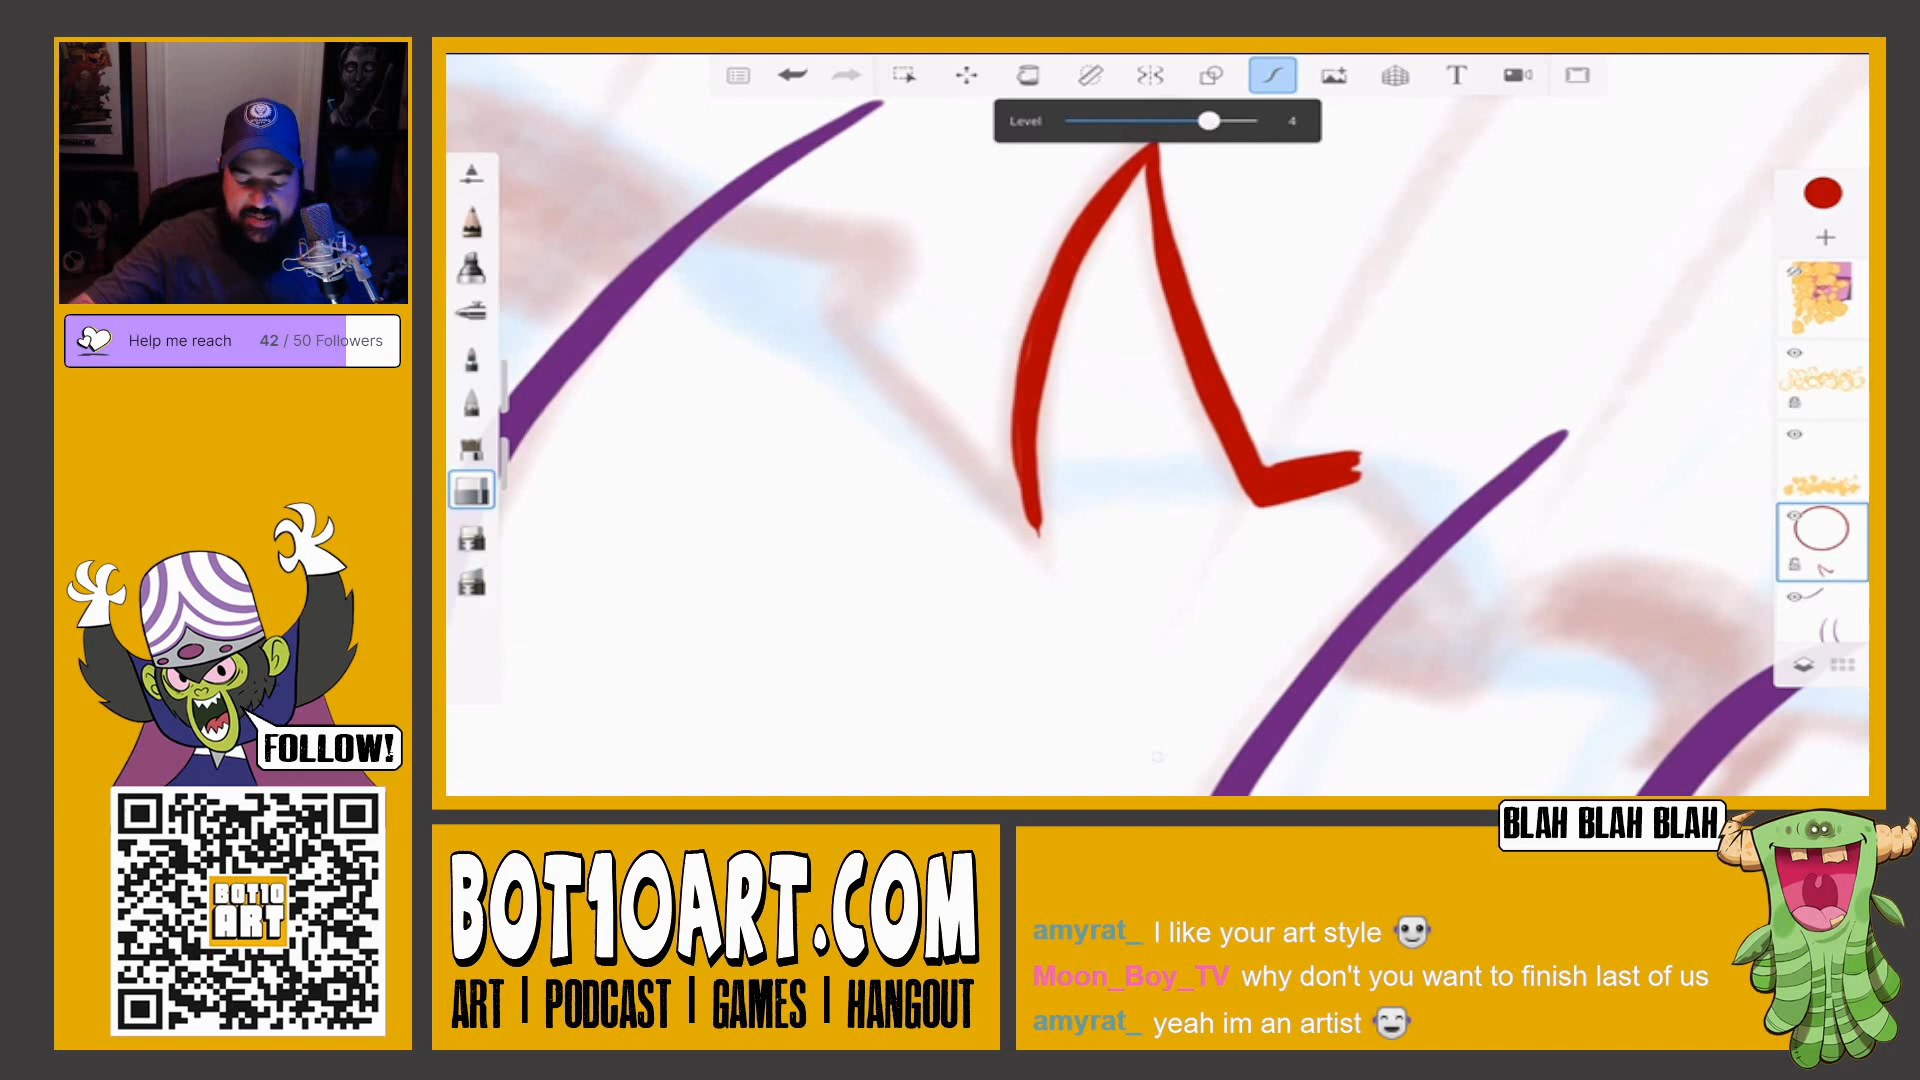 Level 4
T
Help me reach 42 / 50 Followers
FOLLOW!
BOT10
ART
BOT10ART.COM
ART | PODCAST | GAMES | HANGOUT
BLAH BLAH BLAH
amyrat_ I like your art style
Moon_Boy_TV why don't you want to finish last of us
amyrat_ yeah im an artist